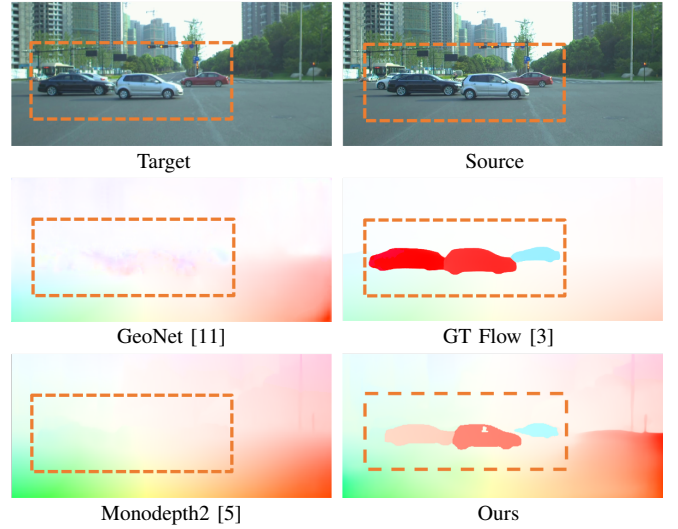 Target
Source
GeoNet [11]
GT Flow [3]
Monodepth2 [5]
Ours